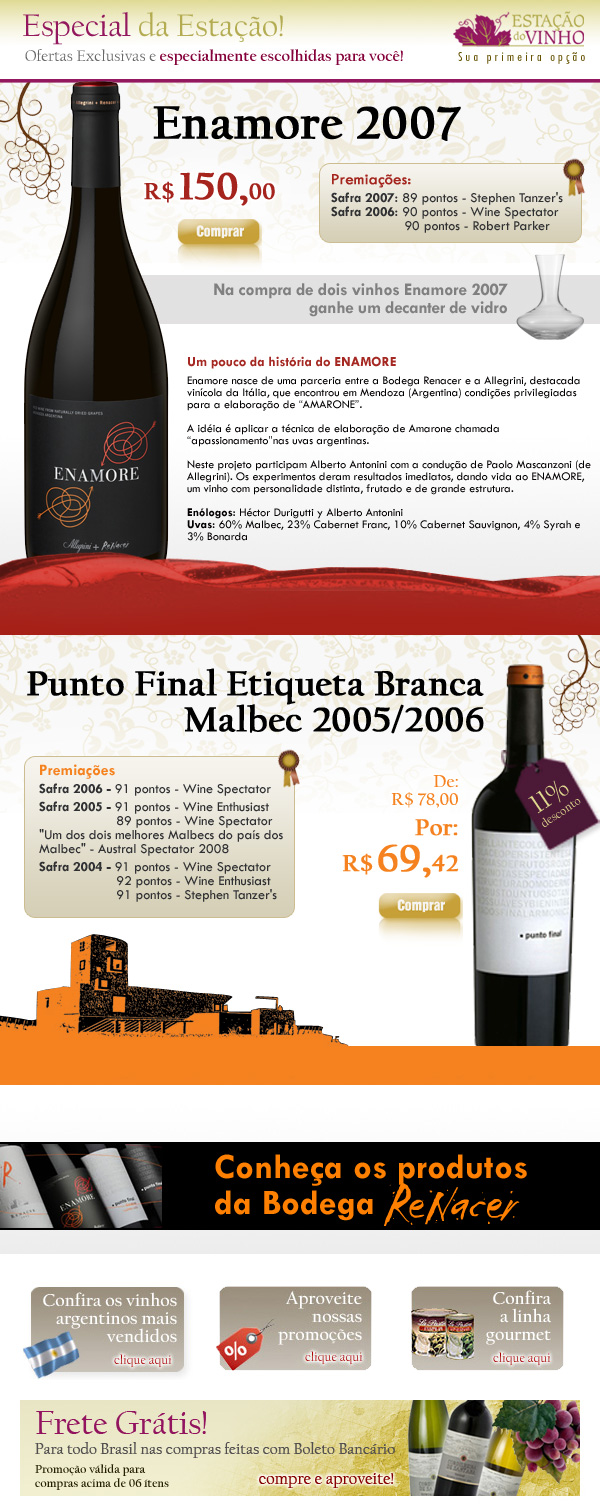 Especial da Estação!
Ofertas Exclusivas e especialmente escolhidas para você!
ESTAÇÃO
do VINHO
Sua primeira opção
Enamore 2007
R$ 150,00
Comprar
Premiações:
Safra 2007: 89 pontos - Stephen Tanzer's
Safra 2006: 90 pontos - Wine Spectator
90 pontos - Robert Parker
Na compra de dois vinhos Enamore 2007
ganhe um decanter de vidro
Um pouco da história do ENAMORE
Enamore nasce de uma parceria entre a Bodega Renacer e a Allegrini, destacada
vinícola da Itália, que encontrou em Mendoza (Argentina) condições privilegiadas
para a elaboração de “AMARONE”.
A idéia é aplicar a técnica de elaboração de Amarone chamada
“apassionamento”nas uvas argentinas.
Neste projeto participam Alberto Antonini com a condução de Paolo Mascanzoni (de
Allegrini). Os experimentos deram resultados imediatos, dando vida ao ENAMORE,
um vinho com personalidade distinta, frutado e de grande estrutura.
Enólogos: Héctor Durigutti y Alberto Antonini
Uvas: 60% Malbec, 23% Cabernet Franc, 10% Cabernet Sauvignon, 4% Syrah e
3% Bonarda
ENAMORE
Allegrini + ReNacer
Punto Final Etiqueta Branca
Malbec 2005/2006
Premiações
Safra 2006 - 91 pontos - Wine Spectator
Safra 2005 - 91 pontos - Wine Enthusiast
89 pontos - Wine Spectator
"Um dos dois melhores Malbecs do país dos
Malbec" - Austral Spectator 2008
Safra 2004 - 91 pontos - Wine Spectator
92 pontos - Wine Enthusiast
91 pontos - Stephen Tanzer's
De:
R$ 78,00
Por:
R$ 69,42
Comprar
11%
desconto
• punto final
Conheça os produtos
da Bodega ReNacer
ENAMORE
• punto final
Confira os vinhos
argentinos mais
vendidos
clique aqui
Aproveite
nossas
promoções
clique aqui
%
Confira
a linha
gourmet
clique aqui
Frete Grátis!
Para todo Brasil nas compras feitas com Boleto Bancário
Promoção válida para
compras acima de 06 ítens
compre e aproveite!